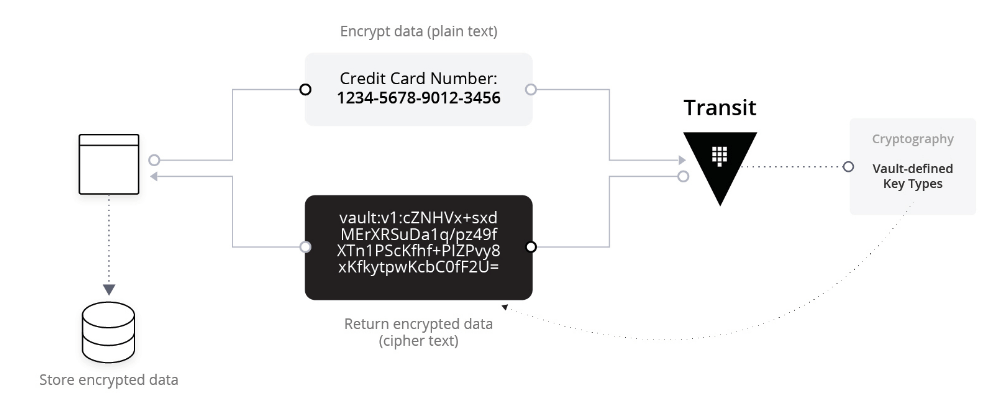 Encrypt data (plain text)
Credit Card Number:
1234-5678-9012-3456
Transit
Cryptography
Vault-defined
Key Types
vault:v1:cZNHVx+sxd
MErXRSuDa1q/pz49f
XTn1PScKfhf+PIZPvy8
xKfkytpwKcbC0fF2U=
Return encrypted data
(cipher text)
Store encrypted data